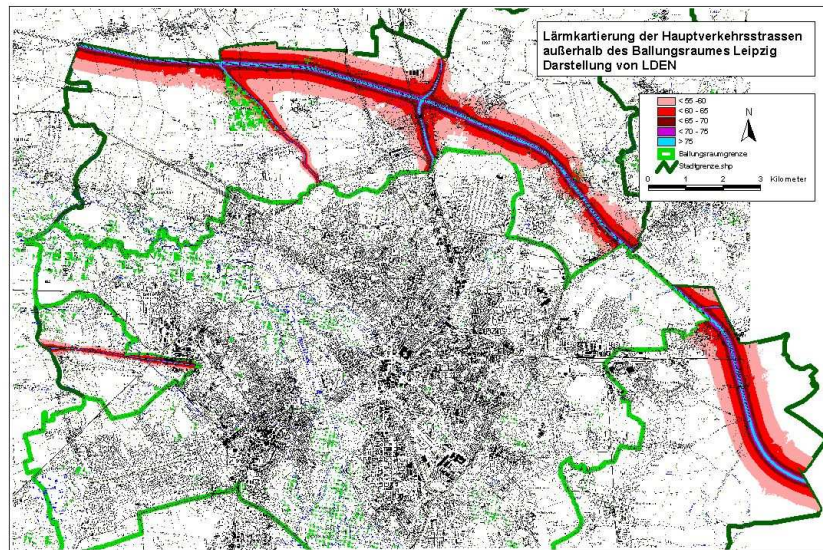 Lärmkartierung der Hauptverkehrsstrassen
außerhalb des Ballungsraumes Leipzig
Darstellung von LDEN
N
< 55 -60
< 60 - 65
< 65 - 70
< 70 - 75
> 75
Ballungsraumgrenze
Stadtgrenze.shp
0 1 2 3 Kilometer